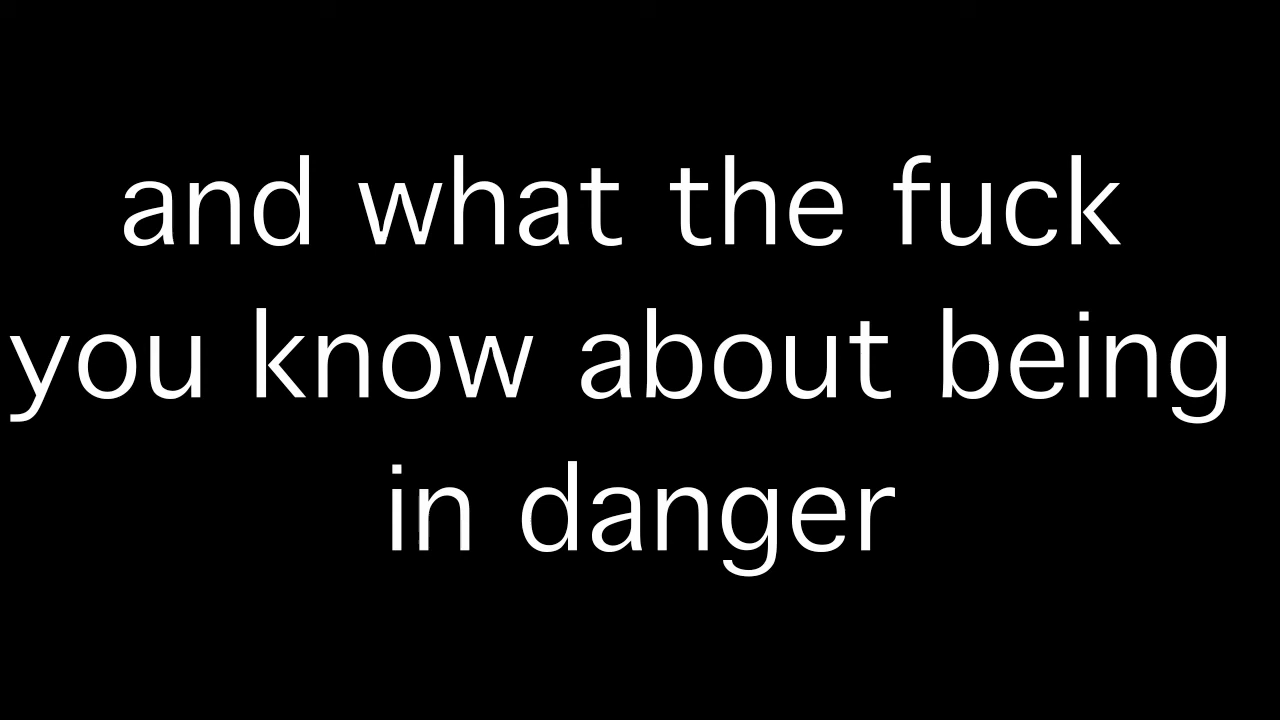 and what the fuck
you know about being
in danger